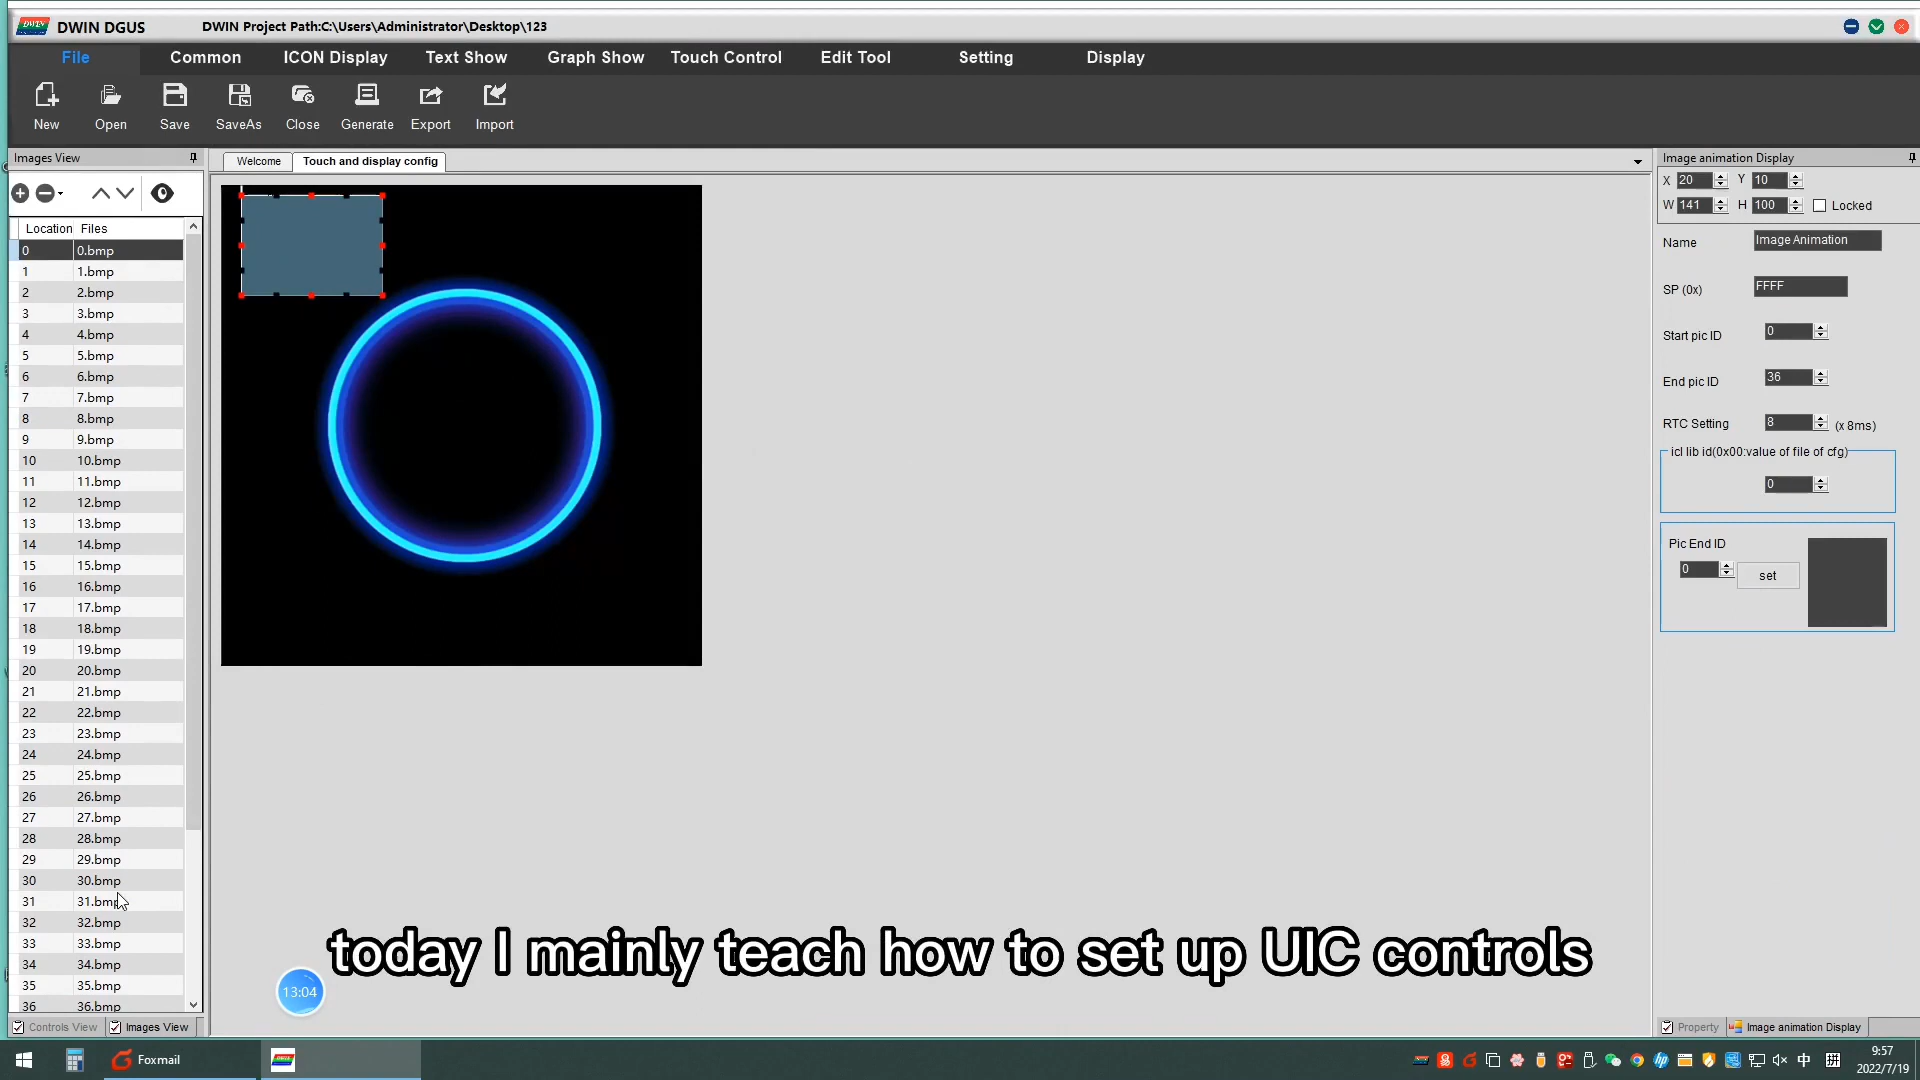 DWIN DWIN DGUS DWIN Project Path:C:\Users\Administrator\Desktop\123
File Common ICON Display Text Show Graph Show Touch Control Edit Tool Setting Display
New Open Save SaveAs Close Generate Export Import
Images View
Welcome Touch and display config
Image animation Display
X 20 Y 10
W 141 H 100 Locked
Location Files
0 0.bmp
1 1.bmp
2 2.bmp
3 3.bmp
4 4.bmp
5 5.bmp
6 6.bmp
7 7.bmp
8 8.bmp
9 9.bmp
10 10.bmp
11 11.bmp
12 12.bmp
13 13.bmp
14 14.bmp
15 15.bmp
16 16.bmp
17 17.bmp
18 18.bmp
19 19.bmp
20 20.bmp
21 21.bmp
22 22.bmp
23 23.bmp
24 24.bmp
25 25.bmp
26 26.bmp
27 27.bmp
28 28.bmp
29 29.bmp
30 30.bmp
31 31.bmp
32 32.bmp
33 33.bmp
34 34.bmp
35 35.bmp
36 36.bmp
Controls View Images View
Name Image Animation
SP (0x) FFFF
Start pic ID 0
End pic ID 36
RTC Setting 8 (x 8ms)
icl lib id(0x00:value of file of cfg)
0
Pic End ID
0 set
today I mainly teach how to set up UIC controls
13:04
Property Image animation Display
Foxmail
中
9:57
2022/7/19